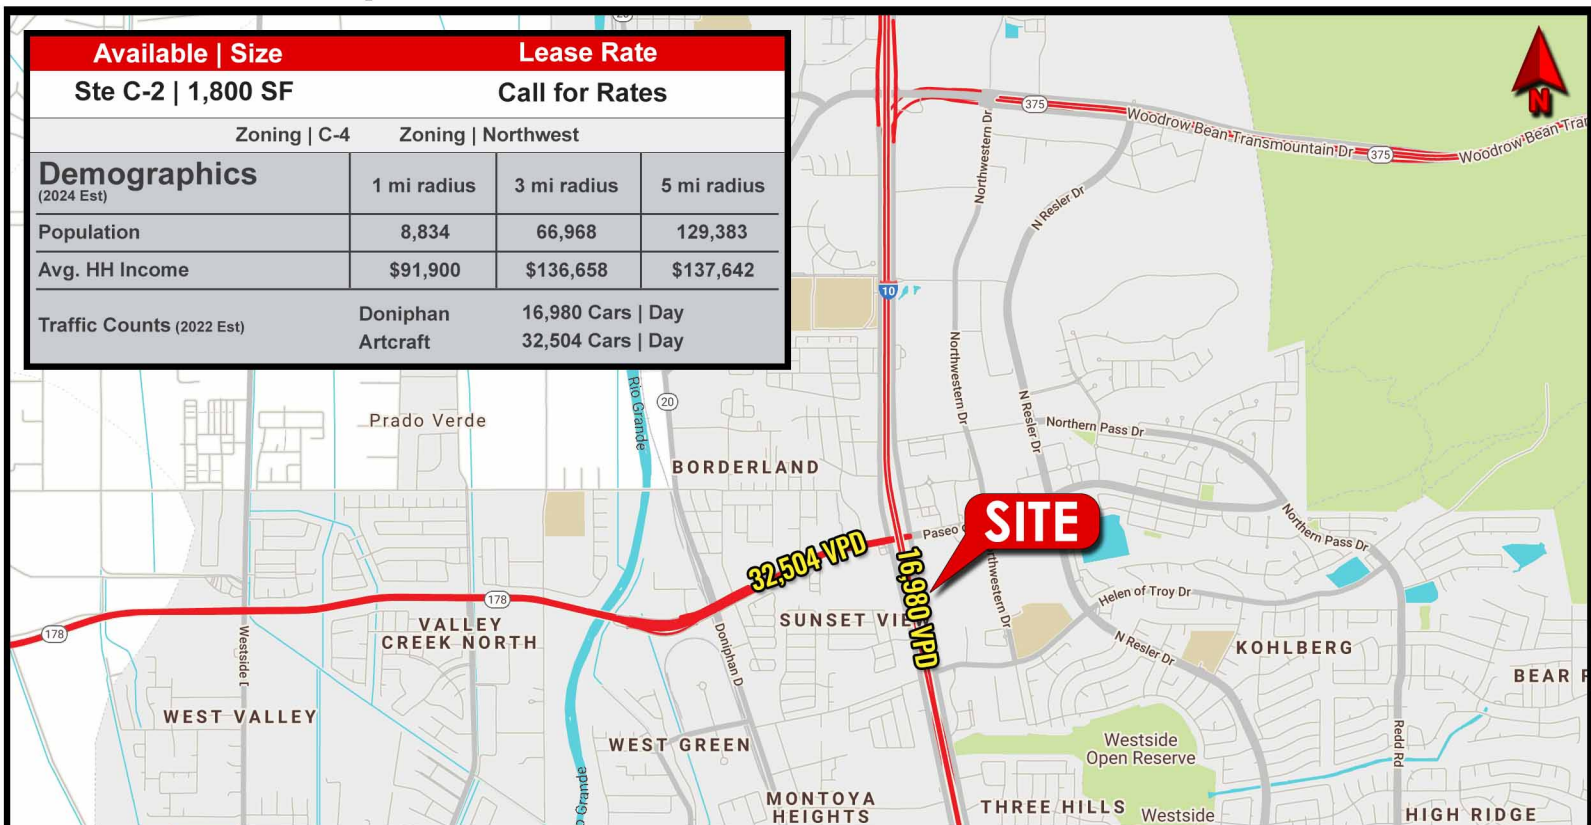 Available | Size
Lease Rate
Ste C-2 | 1,800 SF
Call for Rates
Zoning | C-4
Zoning | Northwest
Demographics
(2024 Est)
1 mi radius
3 mi radius
5 mi radius
Population
8,834
66,968
129,383
Avg. HH Income
$91,900
$136,658
$137,642
Traffic Counts (2022 Est)
Doniphan
16,980 Cars | Day
Artcraft
32,504 Cars | Day
N
20
375
Woodrow Bean Transmountain Dr
375
Woodrow Bean Tra
Northwestern Dr
N Resler Dr
10
Rio Grande
20
Prado Verde
BORDERLAND
Northwestern Dr
N Resler Dr
Northern Pass Dr
SITE
Paseo
Northern Pass Dr
32,504 VPD
16,980 VPD
thwestern Dr
Helen of Troy Dr
178
178
VALLEY
CREEK NORTH
SUNSET VIE
Westside
Doniphan D
N Resler Dr
KOHLBERG
BEAR
WEST VALLEY
WEST GREEN
Westside
Open Reserve
Redd Rd
MONTOYA
HEIGHTS
THREE HILLS
Westside
HIGH RIDGE